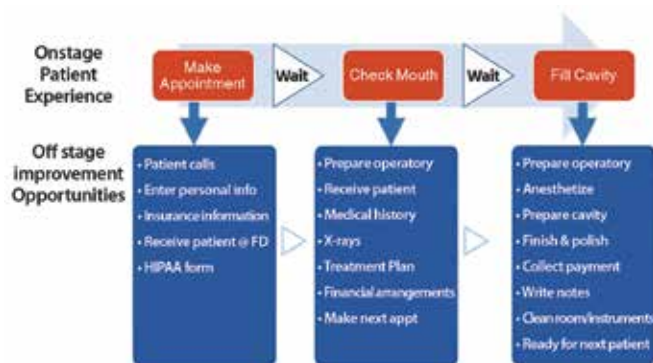 Onstage
Patient
Experience
Make
Appointment
Wait
Check Mouth
Wait
Fill Cavity
Off stage
improvement
Opportunities
• Patient calls
• Enter personal info
• Insurance information
• Receive patient @ FD
• HIPAA form
• Prepare operatory
• Receive patient
• Medical history
• X-rays
• Treatment Plan
• Financial arrangements
• Make next appt
• Prepare operatory
• Anesthetize
• Prepare cavity
• Finish & polish
• Collect payment
• Write notes
• Clean room/instruments
• Ready for next patient